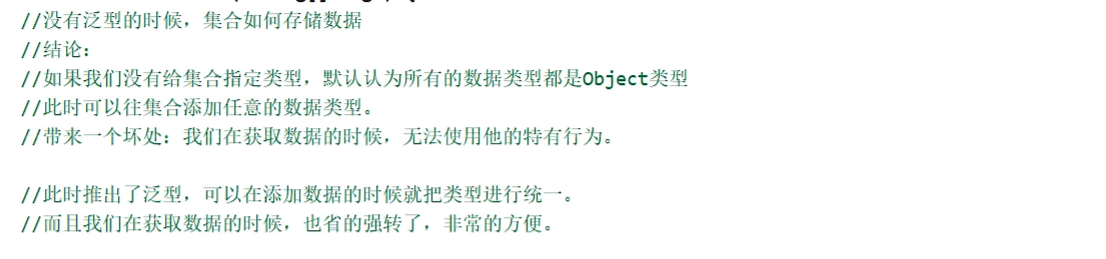 //没有泛型的时候，集合如何存储数据
//结论：
//如果我们没有给集合指定类型，默认认为所有的数据类型都是Object类型
//此时可以往集合添加任意的数据类型。
//带来一个坏处：我们在获取数据的时候，无法使用他的特有行为。
//此时推出了泛型，可以在添加数据的时候就把类型进行统一。
//而且我们在获取数据的时候，也省的强转了，非常的方便。